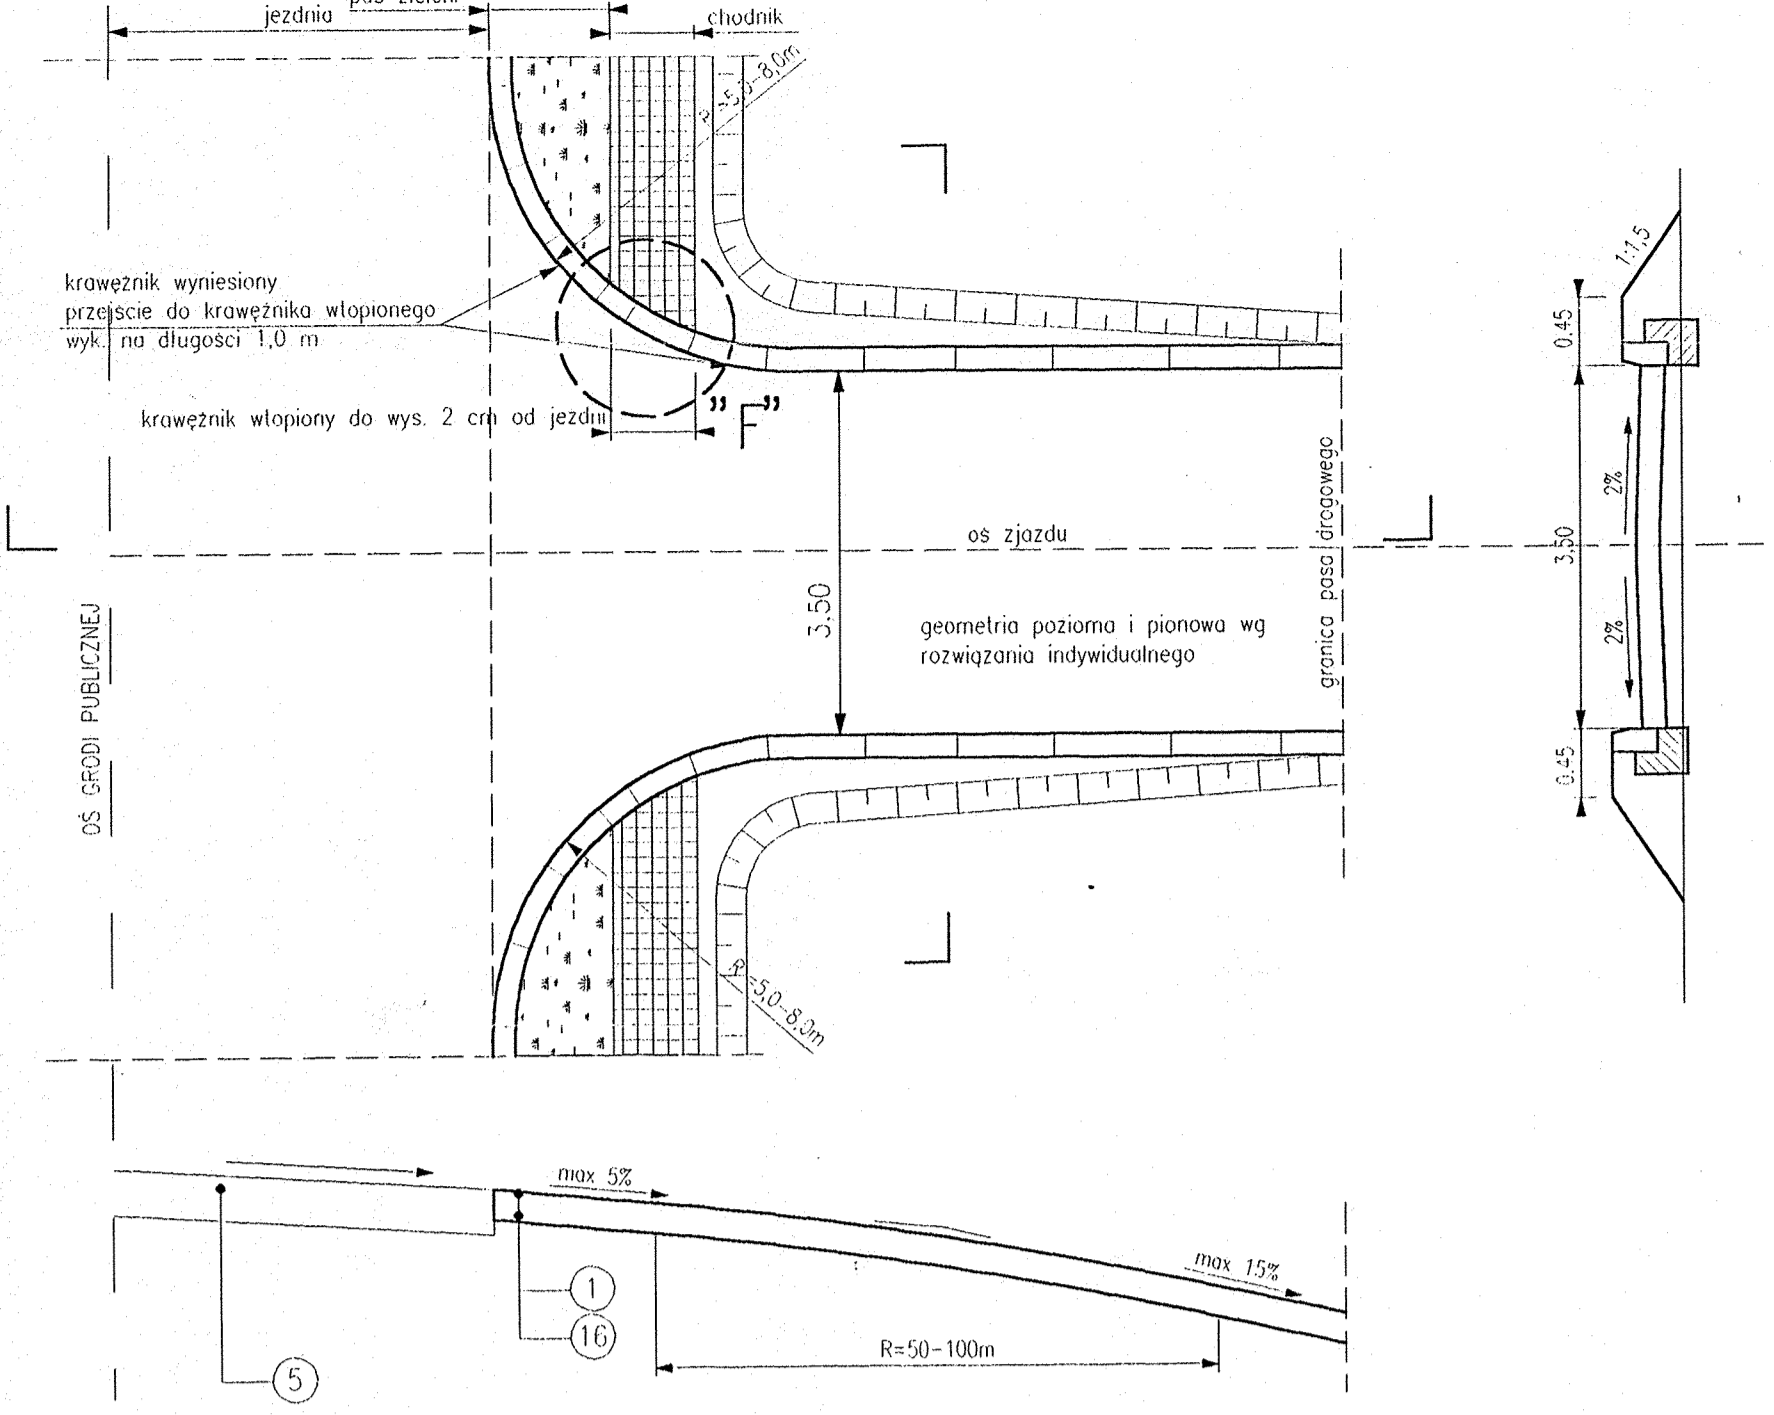 pas zieleni
jezdnia
chodnik
R=5,0-8,0m
krawężnik wyniesiony
przejście do krawężnika wtopionego
wyk. na długości 1,0 m
krawężnik wtopiony do wys. 2 cm od jezdni
"F"
oś zjazdu
3,50
geometria pozioma i pionowa wg
rozwiązania indywidualnego
granica pasa drogowego
OŚ GRODI PUBLICZNEJ
R=5,0-8,0m
1:1,5
0.45
2%
3,50
2%
0.45
max 5%
max 15%
1
16
5
R=50-100m